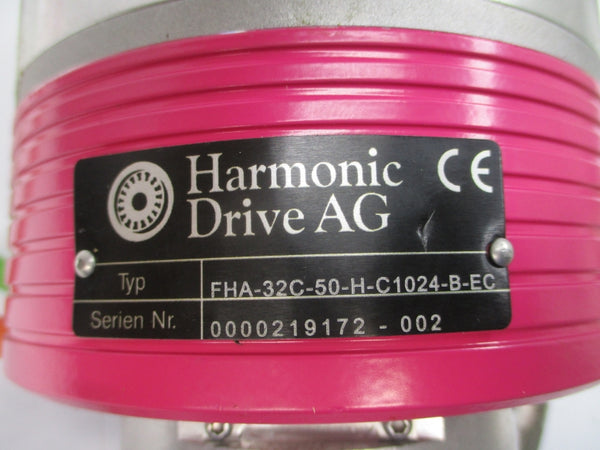 Harmonic
Drive AG
CE
Typ FHA-32C-50-H-C1024-B-EC
Serien Nr. 0000219172 - 002